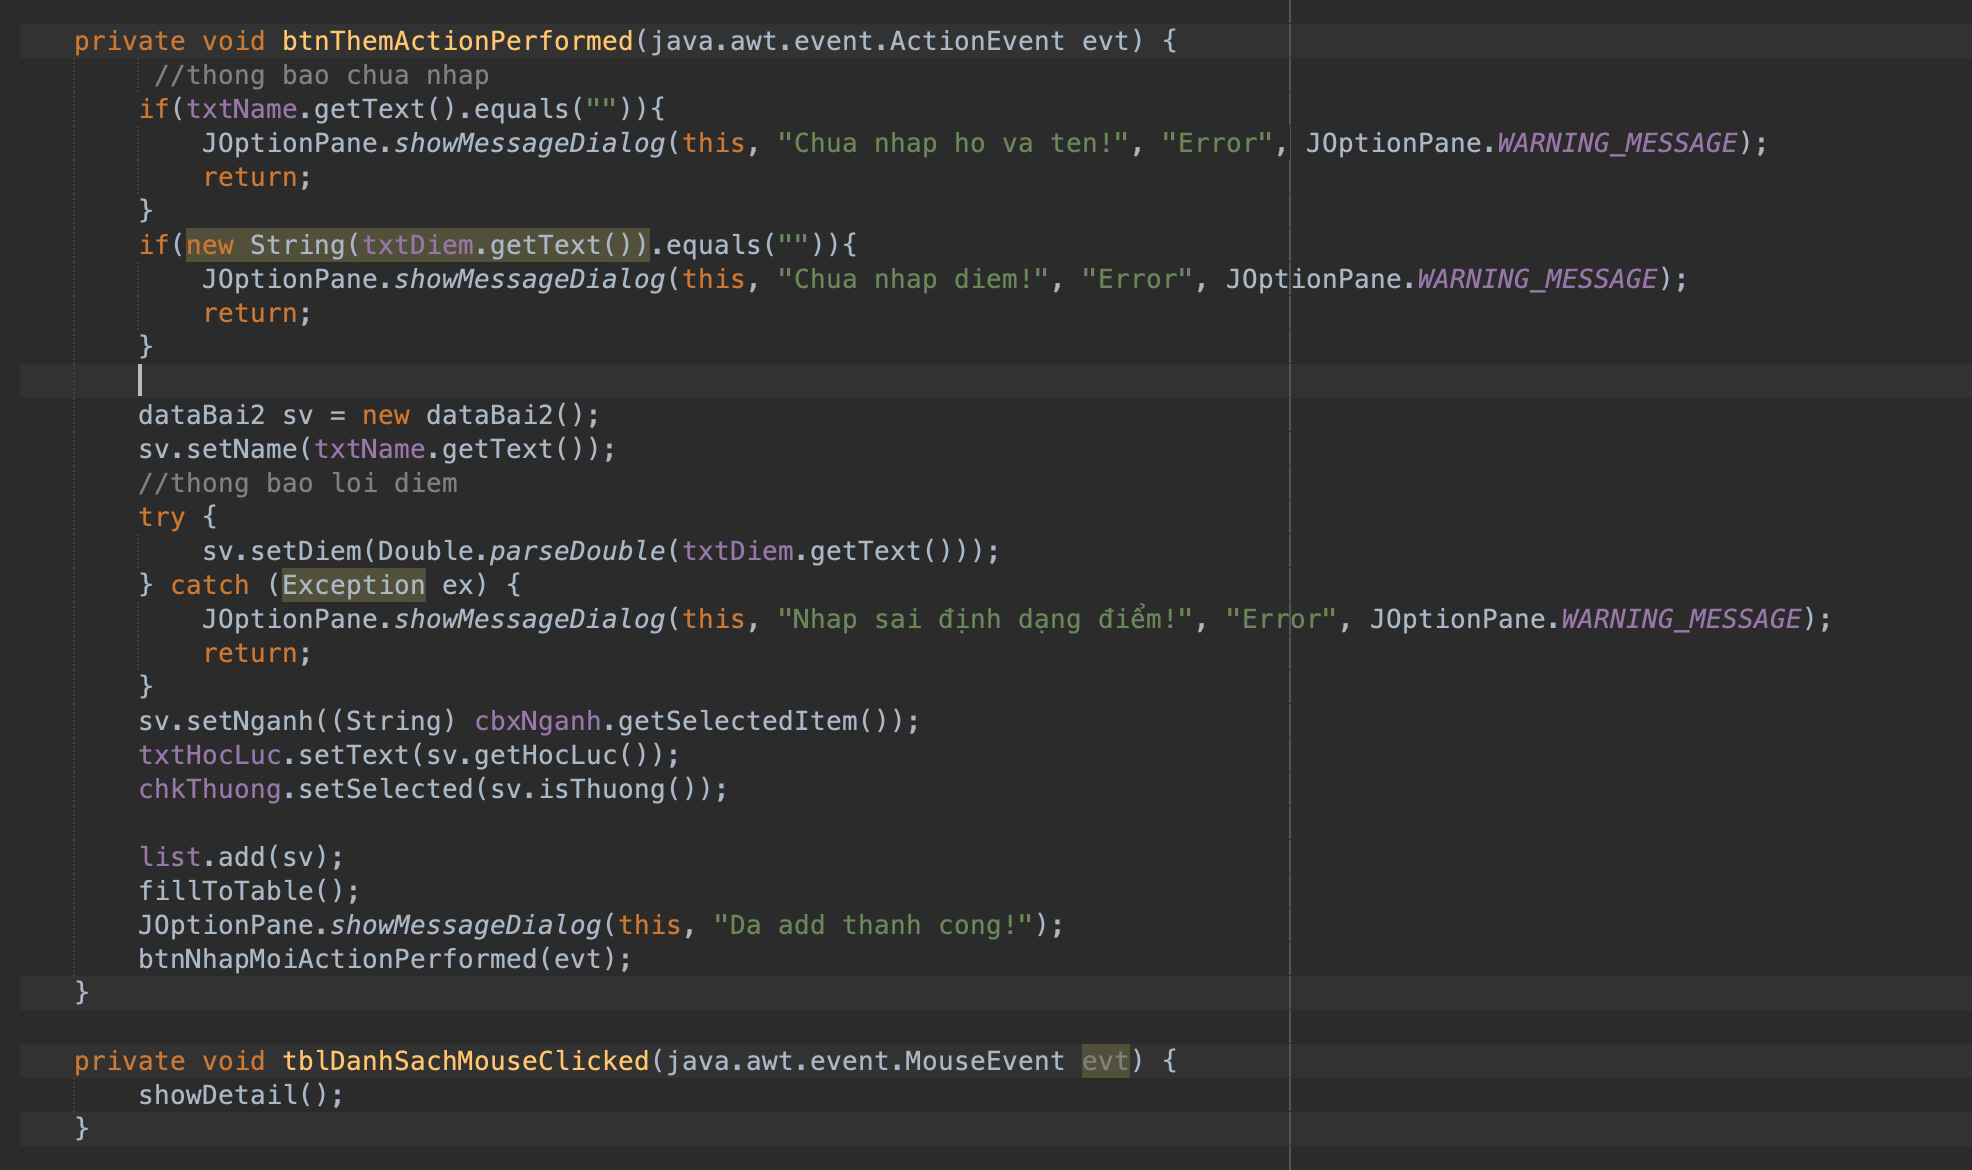 private void btnThemActionPerformed(java.awt.event.ActionEvent evt) {
//thong bao chua nhap
if(txtName.getText().equals("")){
JOptionPane.showMessageDialog(this, "Chua nhap ho va ten!", "Error", JOptionPane.WARNING_MESSAGE);
return;
}
if(new String(txtDiem.getText()).equals("")){
JOptionPane.showMessageDialog(this, "Chua nhap diem!", "Error", JOptionPane.WARNING_MESSAGE);
return;
}
dataBai2 sv = new dataBai2();
sv.setName(txtName.getText());
//thong bao loi diem
try {
sv.setDiem(Double.parseDouble(txtDiem.getText()));
} catch (Exception ex) {
JOptionPane.showMessageDialog(this, "Nhap sai định dạng điểm!", "Error", JOptionPane.WARNING_MESSAGE);
return;
}
sv.setNganh((String) cbxNganh.getSelectedItem());
txtHocLuc.setText(sv.getHocLuc());
chkThuong.setSelected(sv.isThuong());
list.add(sv);
fillToTable();
JOptionPane.showMessageDialog(this, "Da add thanh cong!");
btnNhapMoiActionPerformed(evt);
}
private void tblDanhSachMouseClicked(java.awt.event.MouseEvent evt) {
showDetail();
}